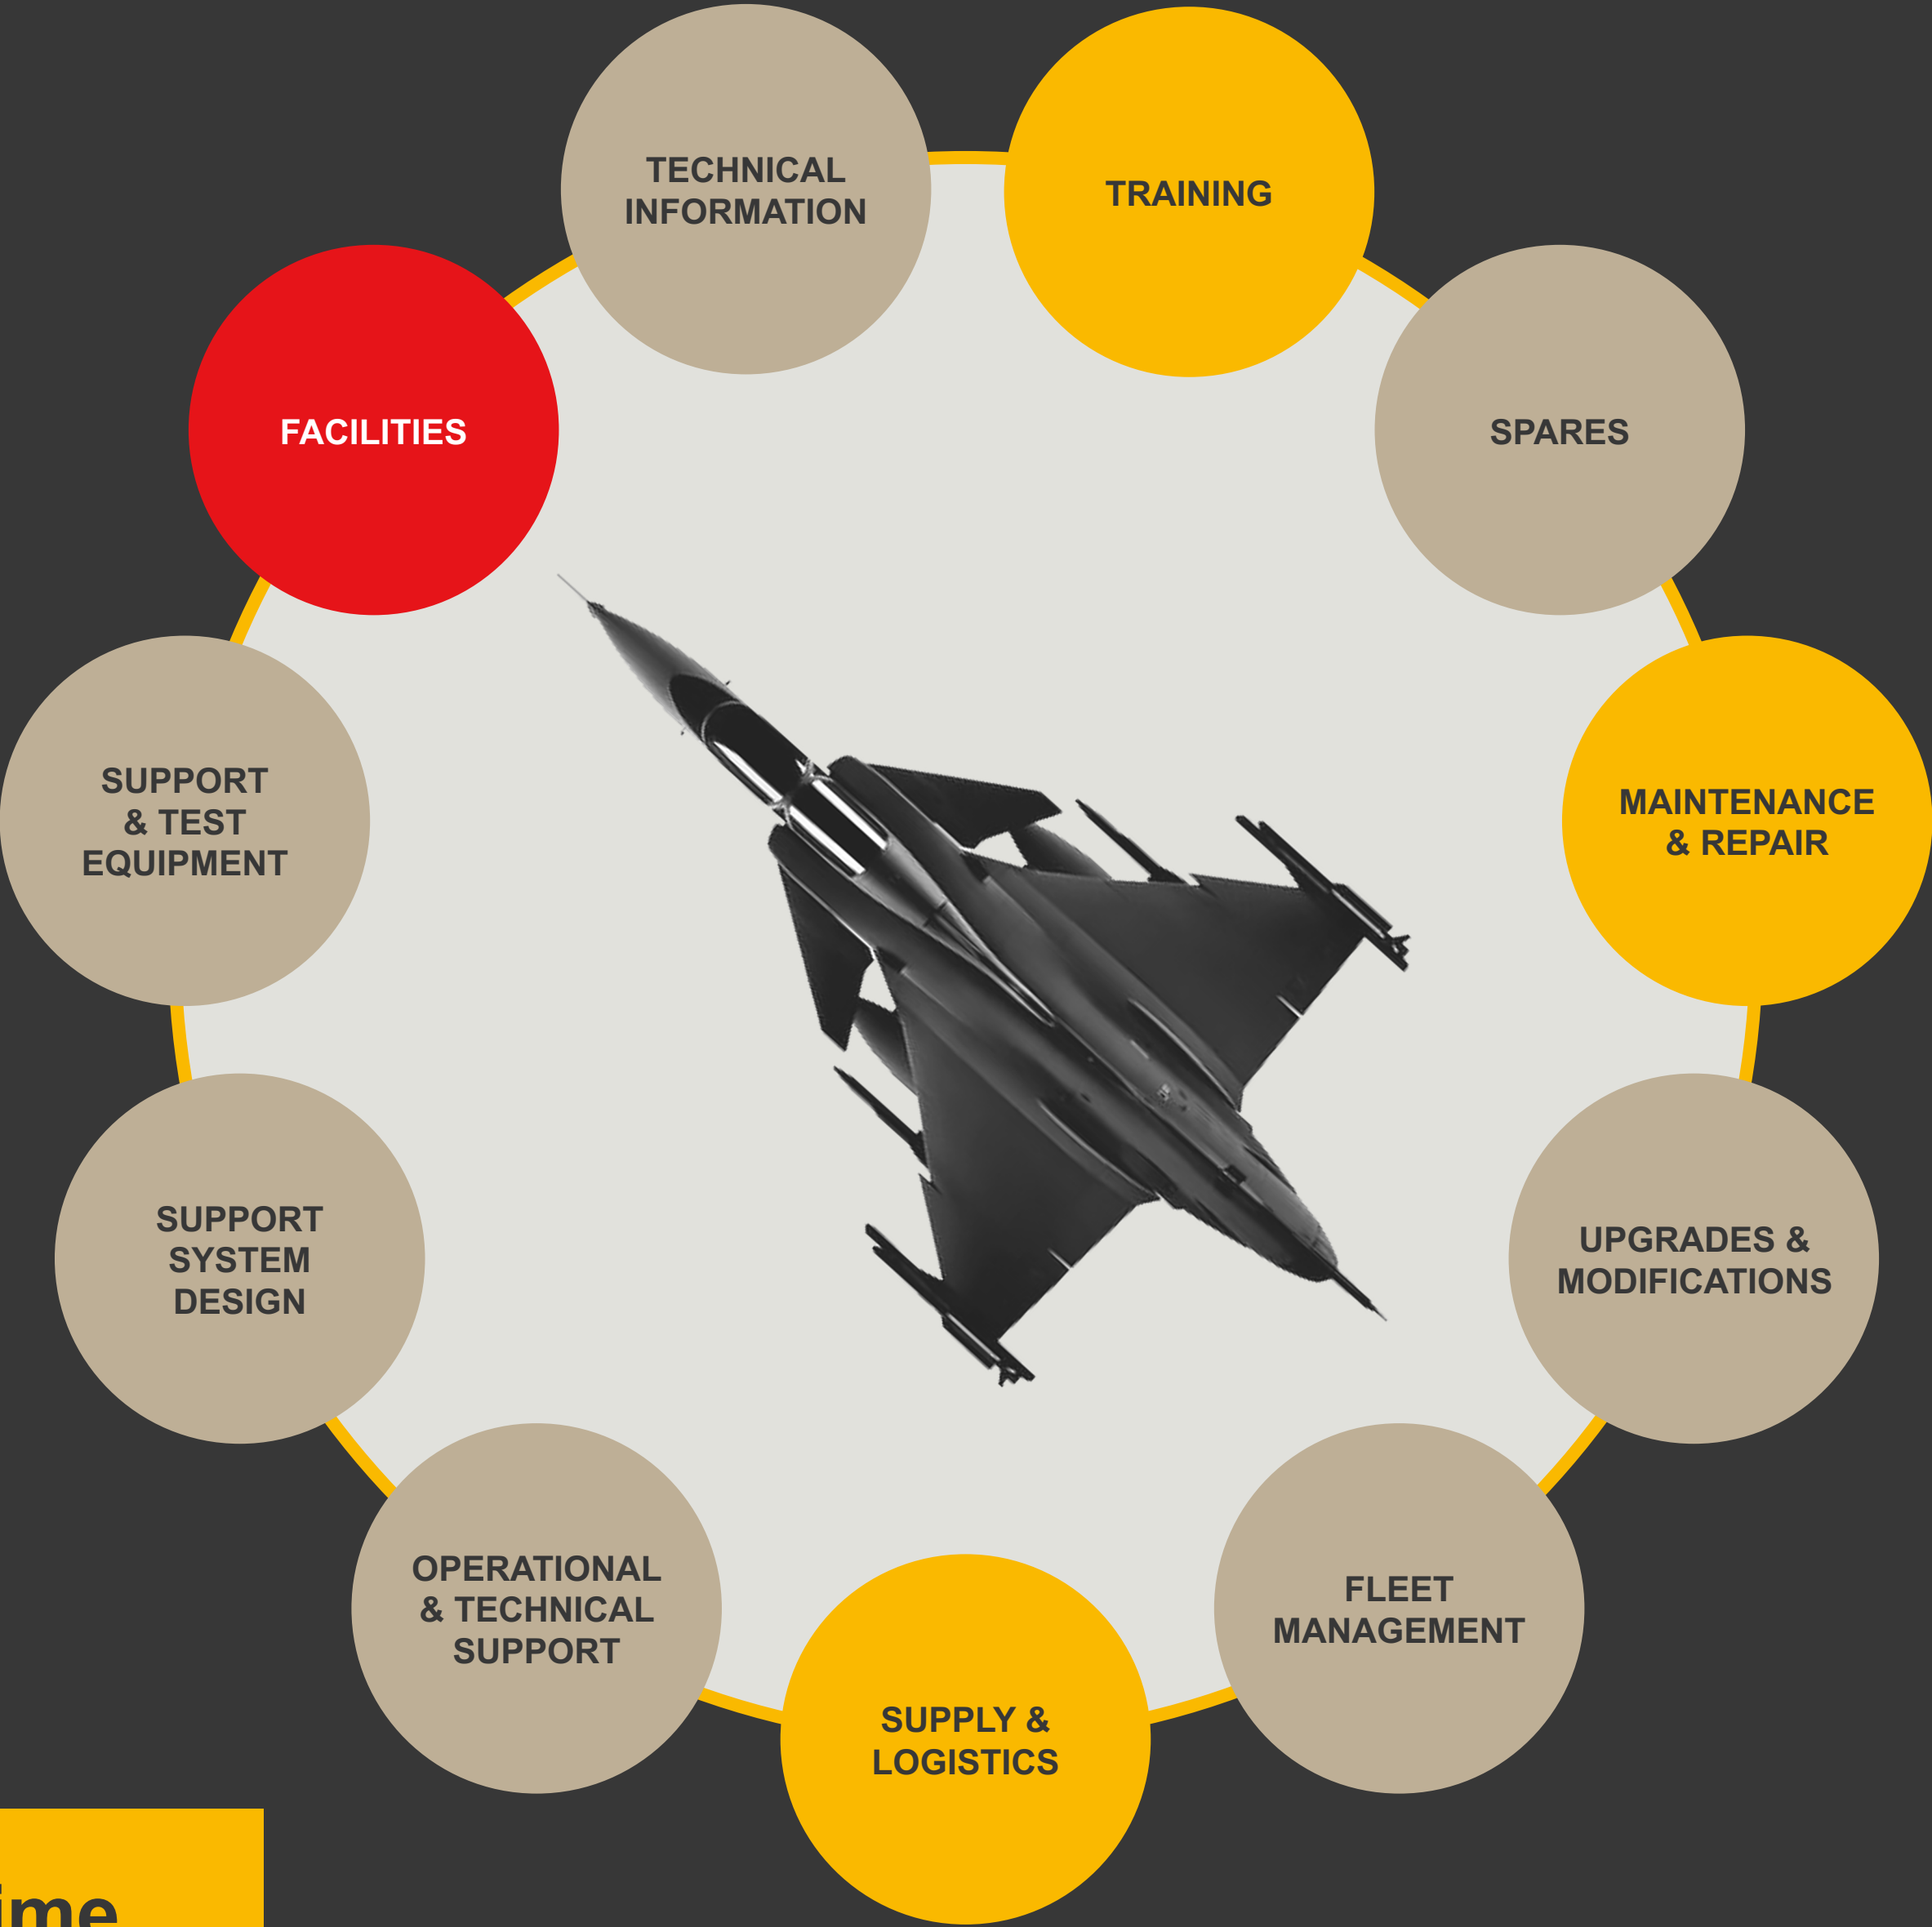 TECHNICAL
INFORMATION
TRAINING
FACILITIES
SPARES
SUPPORT
& TEST
EQUIPMENT
MAINTENANCE
& REPAIR
SUPPORT
SYSTEM
DESIGN
UPGRADES &
MODIFICATIONS
OPERATIONAL
& TECHNICAL
SUPPORT
FLEET
MANAGEMENT
SUPPLY &
LOGISTICS